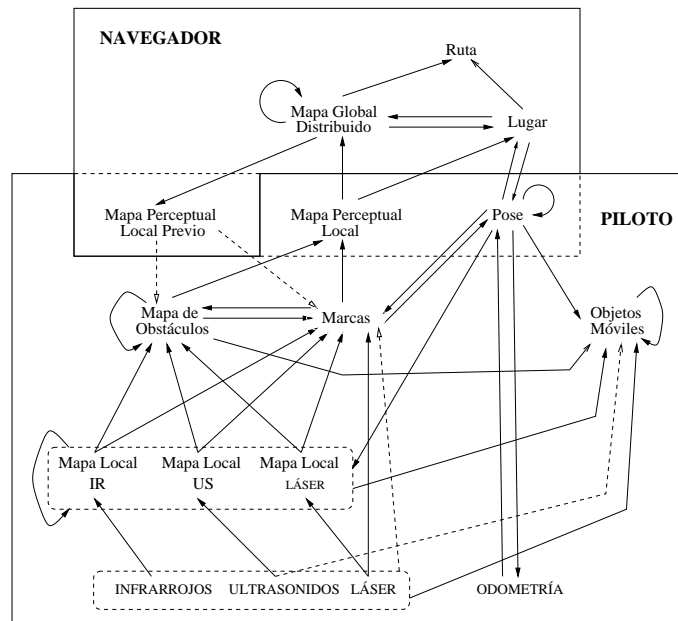 NAVEGADOR
Ruta
Mapa Global
Distribuido
Lugar
Mapa Perceptual
Local Previo
Mapa Perceptual
Local
Pose
PILOTO
Mapa de
Obstáculos
Marcas
Objetos
Móviles
Mapa Local
IR
Mapa Local
US
Mapa Local
LÁSER
INFRARROJOS
ULTRASONIDOS
LÁSER
ODOMETRÍA